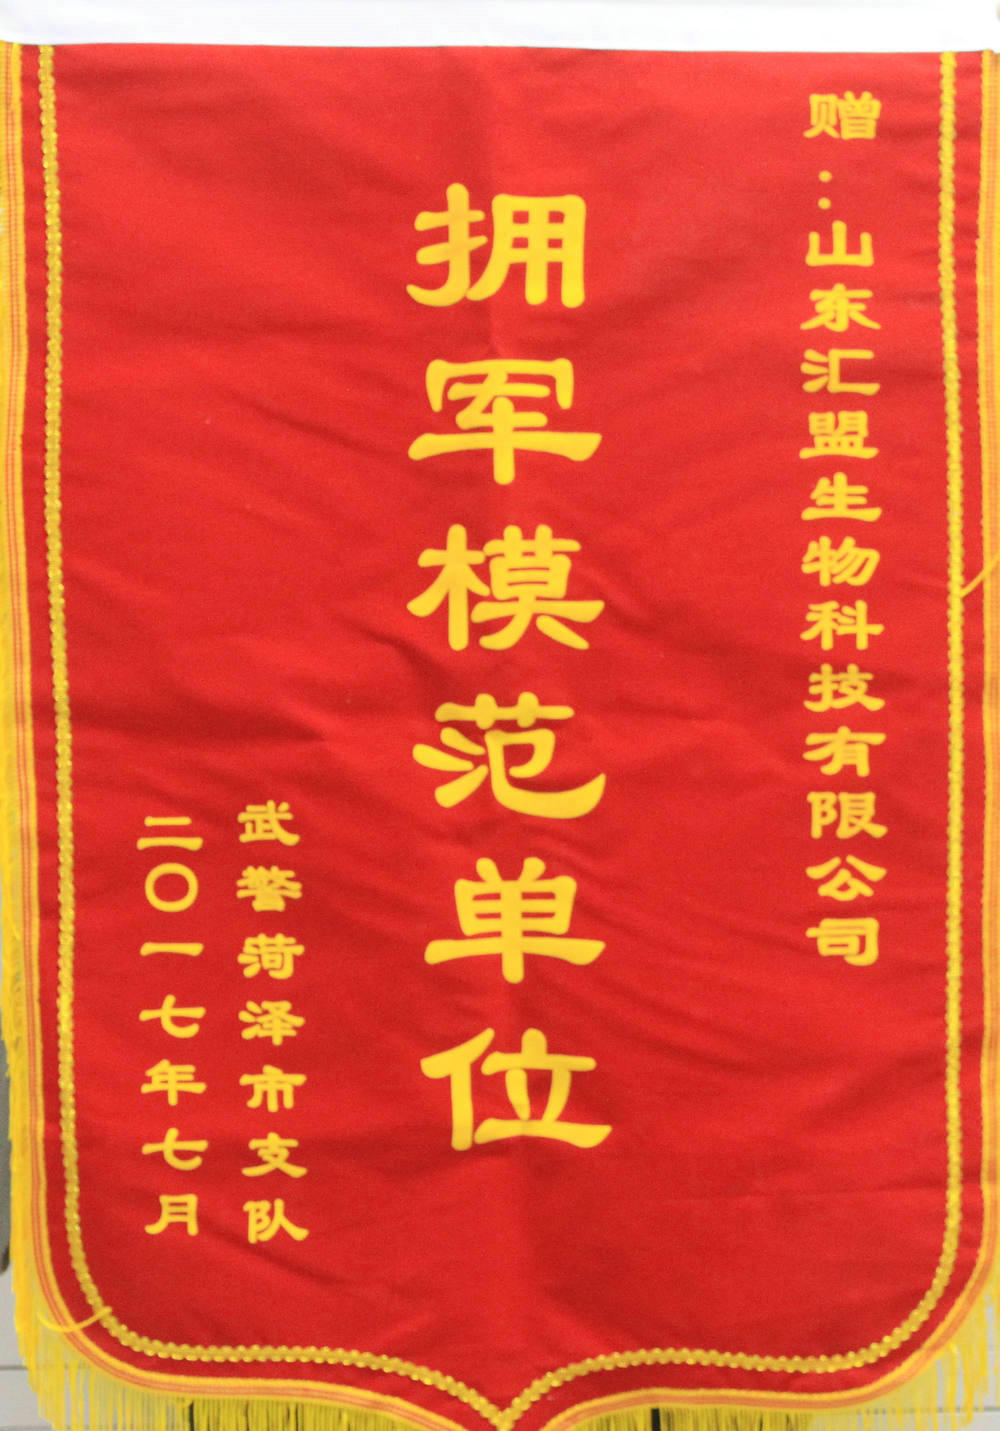 赠:山东汇盟生物科技有限公司
拥军模范单位
武警菏泽市支队
二〇一七年七月